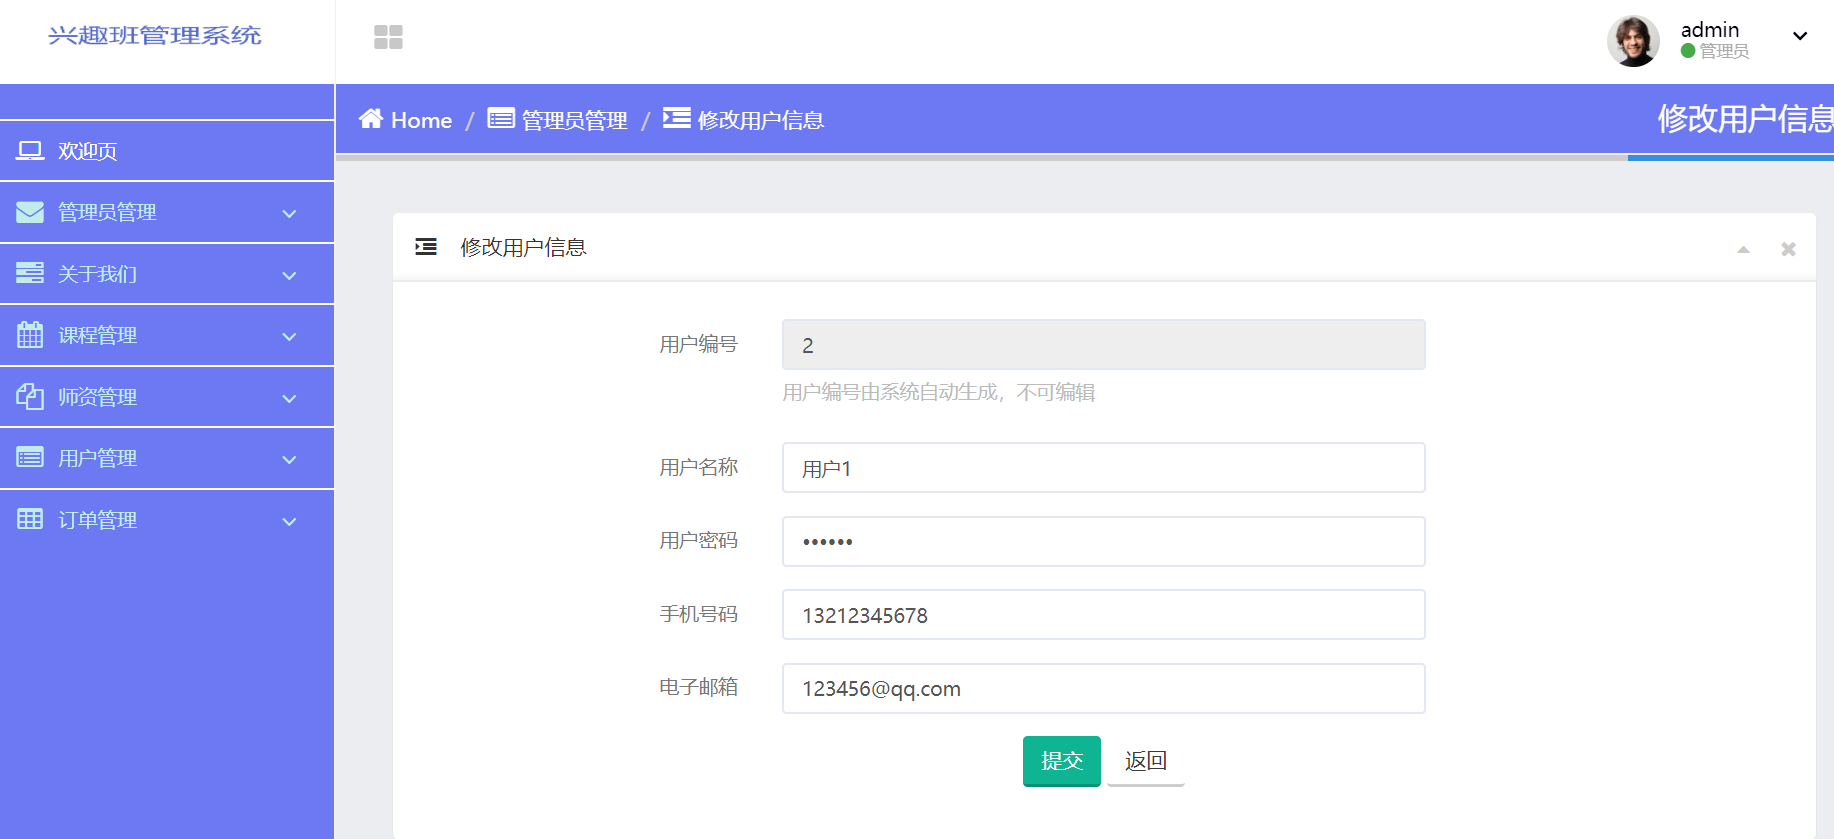 兴趣班管理系统
admin
管理员
Home / 管理员管理 / 修改用户信息
修改用户信息
欢迎页
管理员管理
关于我们
课程管理
师资管理
用户管理
订单管理
修改用户信息
用户编号 2
用户编号由系统自动生成，不可编辑
用户名称 用户1
用户密码 ••••••
手机号码 13212345678
电子邮箱 123456@qq.com
提交 返回